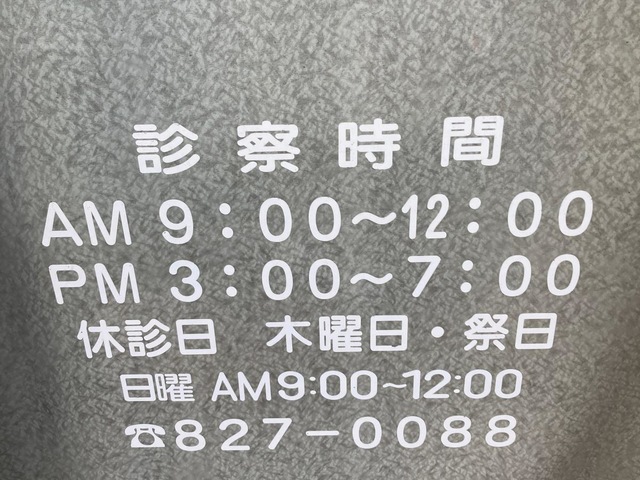 診察時間
AM 9：00～12：00
PM 3：00～7：00
休診日　木曜日・祭日
日曜 AM9:00～12:00
☎827－0088